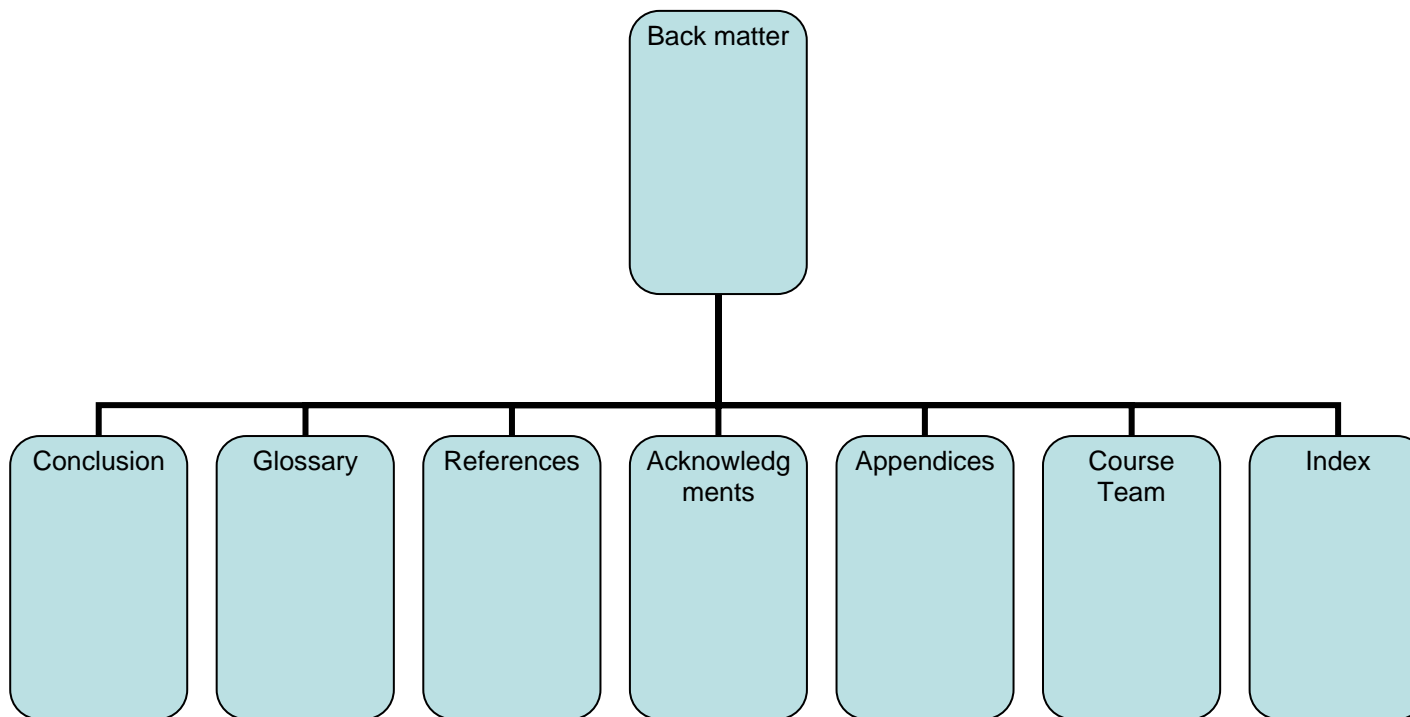 Back matter
Conclusion
Glossary
References
Acknowledg
ments
Appendices
Course
Team
Index